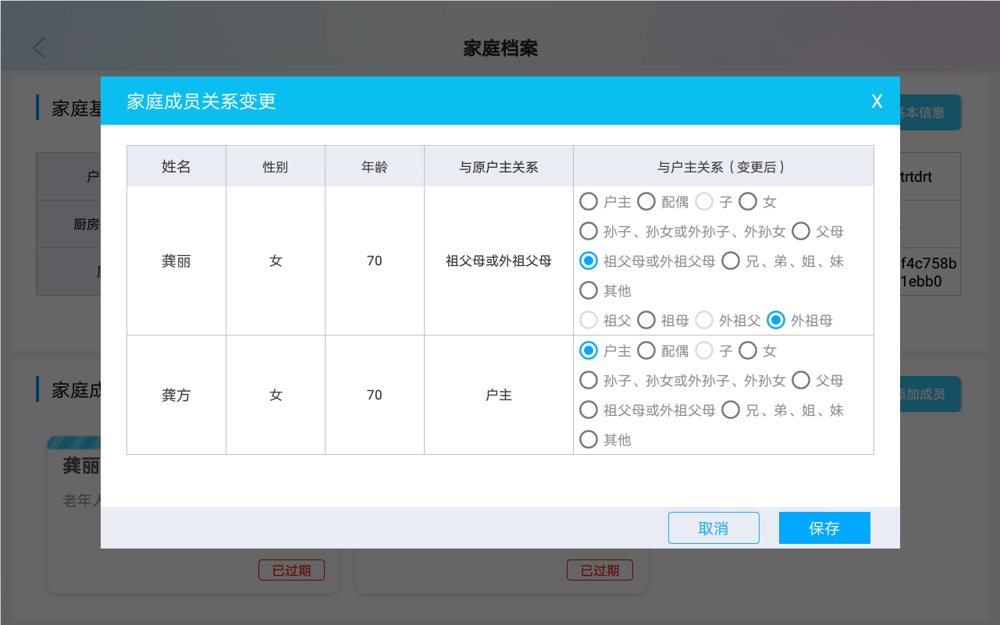 家庭档案
家庭成员关系变更 X
家庭基
基本信息
姓名 性别 年龄 与原户主关系 与户主关系（变更后）
户
trtdrt
厨房
f4c758b
1ebb0
龚丽 女 70 祖父母或外祖父母
户主 配偶 子 女
孙子、孙女或外孙子、外孙女 父母
祖父母或外祖父母 兄、弟、姐、妹
其他
祖父 祖母 外祖父 外祖母
龚方 女 70 户主
户主 配偶 子 女
孙子、孙女或外孙子、外孙女 父母
祖父母或外祖父母 兄、弟、姐、妹
其他
家庭成
添加成员
龚丽
老年人
取消 保存
已过期 已过期